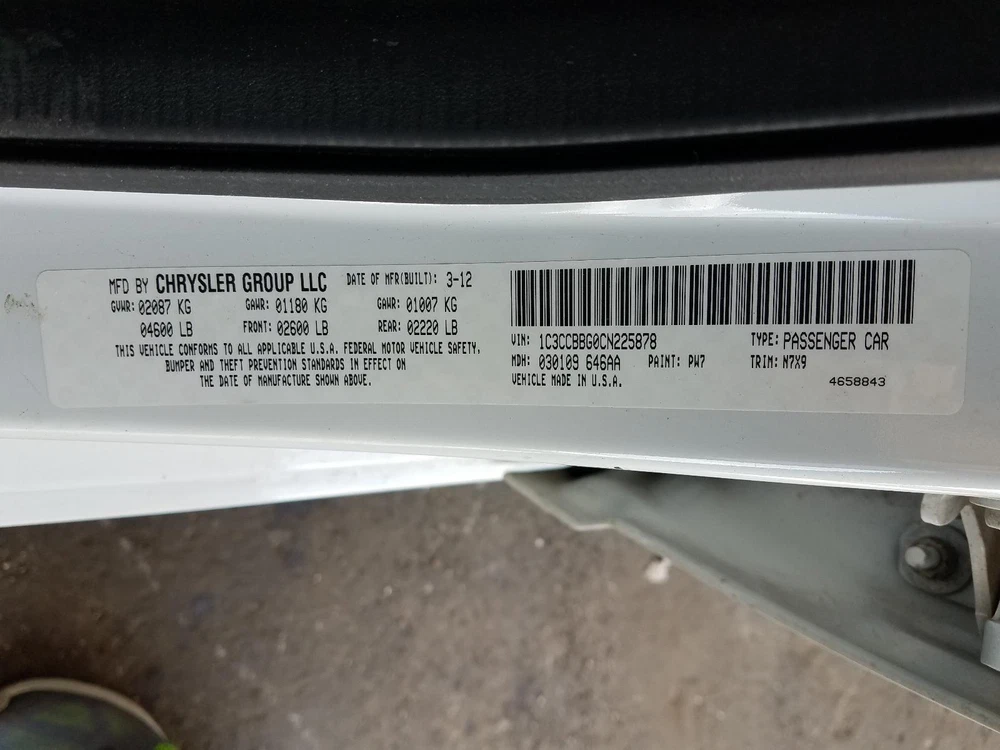 MFD BY CHRYSLER GROUP LLC DATE OF MFR(BUILT): 3-12
GVWR: 02087 KG GAWR: 01180 KG GAWR: 01007 KG
04600 LB FRONT: 02600 LB REAR: 02220 LB
THIS VEHICLE CONFORMS TO ALL APPLICABLE U.S.A. FEDERAL MOTOR VEHICLE SAFETY,
BUMPER AND THEFT PREVENTION STANDARDS IN EFFECT ON
THE DATE OF MANUFACTURE SHOWN ABOVE.
VIN: 1C3CCBBG0CN225878 TYPE: PASSENGER CAR
MDH: 030109 646AA PAINT: PW7 TRIM: N7X9
VEHICLE MADE IN U.S.A. 4658843